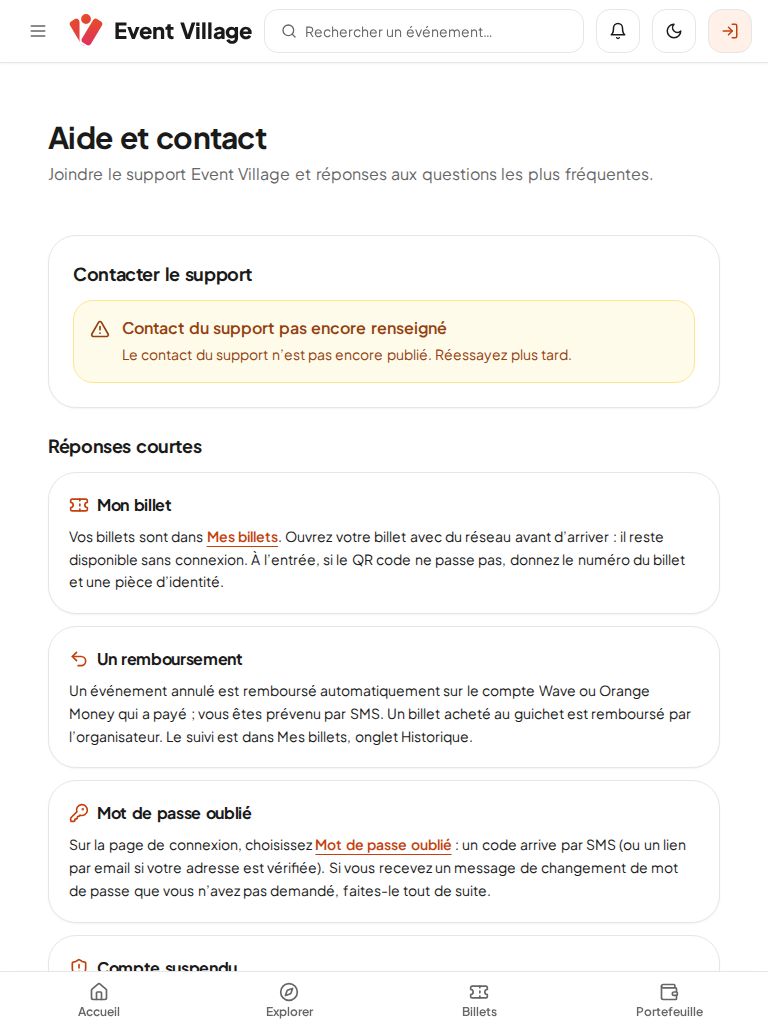 Event Village
Rechercher un événement…
Aide et contact
Joindre le support Event Village et réponses aux questions les plus fréquentes.
Contacter le support
Contact du support pas encore renseigné
Le contact du support n’est pas encore publié. Réessayez plus tard.
Réponses courtes
Mon billet
Vos billets sont dans Mes billets. Ouvrez votre billet avec du réseau avant d’arriver : il reste
disponible sans connexion. À l’entrée, si le QR code ne passe pas, donnez le numéro du billet
et une pièce d’identité.
Un remboursement
Un événement annulé est remboursé automatiquement sur le compte Wave ou Orange
Money qui a payé ; vous êtes prévenu par SMS. Un billet acheté au guichet est remboursé par
l’organisateur. Le suivi est dans Mes billets, onglet Historique.
Mot de passe oublié
Sur la page de connexion, choisissez Mot de passe oublié : un code arrive par SMS (ou un lien
par email si votre adresse est vérifiée). Si vous recevez un message de changement de mot
de passe que vous n’avez pas demandé, faites-le tout de suite.
Compte suspendu
Accueil
Explorer
Billets
Portefeuille